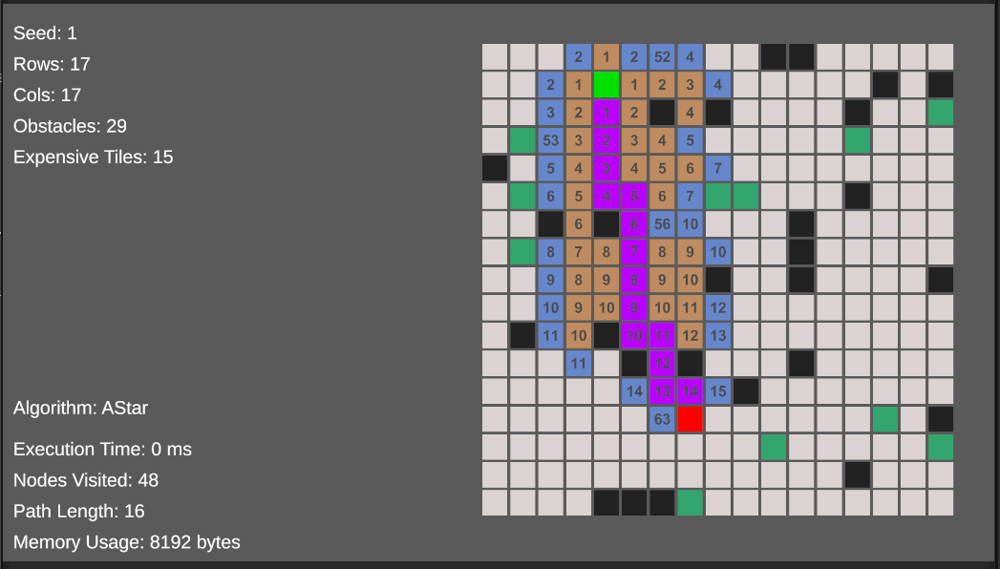 Seed: 1
Rows: 17
Cols: 17
Obstacles: 29
Expensive Tiles: 15
Algorithm: AStar
Execution Time: 0 ms
Nodes Visited: 48
Path Length: 16
Memory Usage: 8192 bytes
2 1 2 52 4
2 1 1 2 3 4
3 2 1 2 4
53 3 2 3 4 5
5 4 3 4 5 6 7
6 5 4 5 6 7
6 6 56 10
8 7 8 7 8 9 10
9 8 9 8 9 10
10 9 10 9 10 11 12
11 10 10 11 12 13
11 12
14 13 14 15
63